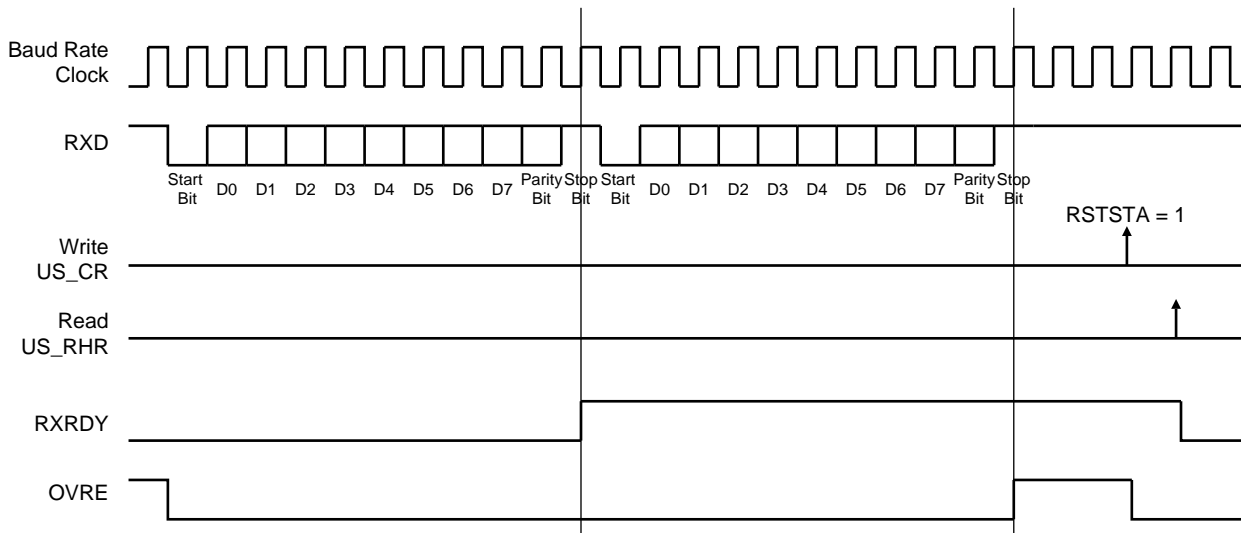 Baud Rate
Clock
RXD
Start
Bit
D0
D1
D2
D3
D4
D5
D6
D7
Parity
Bit
Stop
Bit
Start
Bit
D0
D1
D2
D3
D4
D5
D6
D7
Parity
Bit
Stop
Bit
RSTSTA = 1
Write
US_CR
Read
US_RHR
RXRDY
OVRE